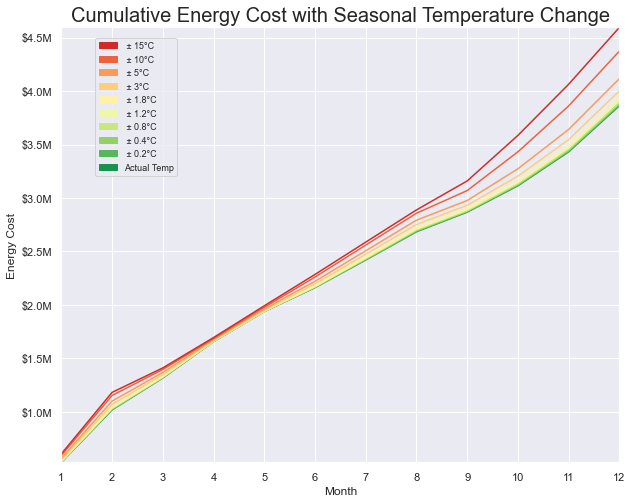 Cumulative Energy Cost with Seasonal Temperature Change
$4.5M
$4.0M
$3.5M
$3.0M
$2.5M
$2.0M
$1.5M
$1.0M
Energy Cost
± 15°C
± 10°C
± 5°C
± 3°C
± 1.8°C
± 1.2°C
± 0.8°C
± 0.4°C
± 0.2°C
Actual Temp
1 2 3 4 5 6 7 8 9 10 11 12
Month